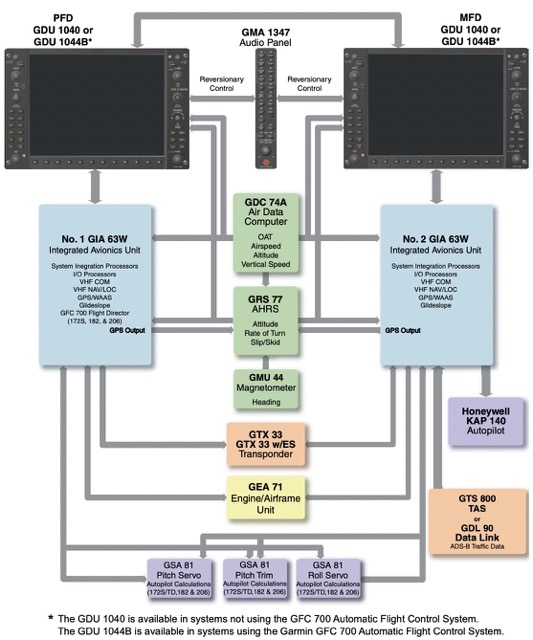 PFD
GDU 1040 or
GDU 1044B*
GMA 1347
Audio Panel
MFD
GDU 1040 or
GDU 1044B*
Reversionary
Control
Reversionary
Control
GDC 74A
Air Data
Computer
OAT
Airspeed
Altitude
Vertical Speed
No. 1 GIA 63W
Integrated Avionics Unit
System Integration Processors
I/O Processors
VHF COM
VHF NAV/LOC
GPS/WAAS
Glideslope
GFC 700 Flight Director
(172S, 182, & 206)
GPS Output
No. 2 GIA 63W
Integrated Avionics Unit
System Integration Processors
I/O Processors
VHF COM
VHF NAV/LOC
GPS/WAAS
Glideslope
GPS Output
GRS 77
AHRS
Attitude
Rate of Turn
Slip/Skid
GMU 44
Magnetometer
Heading
Honeywell
KAP 140
Autopilot
GTX 33
GTX 33 w/ES
Transponder
GEA 71
Engine/Airframe
Unit
GTS 800
TAS
or
GDL 90
Data Link
ADS-B Traffic Data
GSA 81
Pitch Servo
Autopilot Calculations
(172S/TD,182 & 206)
GSA 81
Pitch Trim
Autopilot Calculations
(172S/TD,182 & 206)
GSA 81
Roll Servo
Autopilot Calculations
(172S/TD,182 & 206)
* The GDU 1040 is available in systems not using the GFC 700 Automatic Flight Control System.
The GDU 1044B is available in systems using the Garmin GFC 700 Automatic Flight Control System.